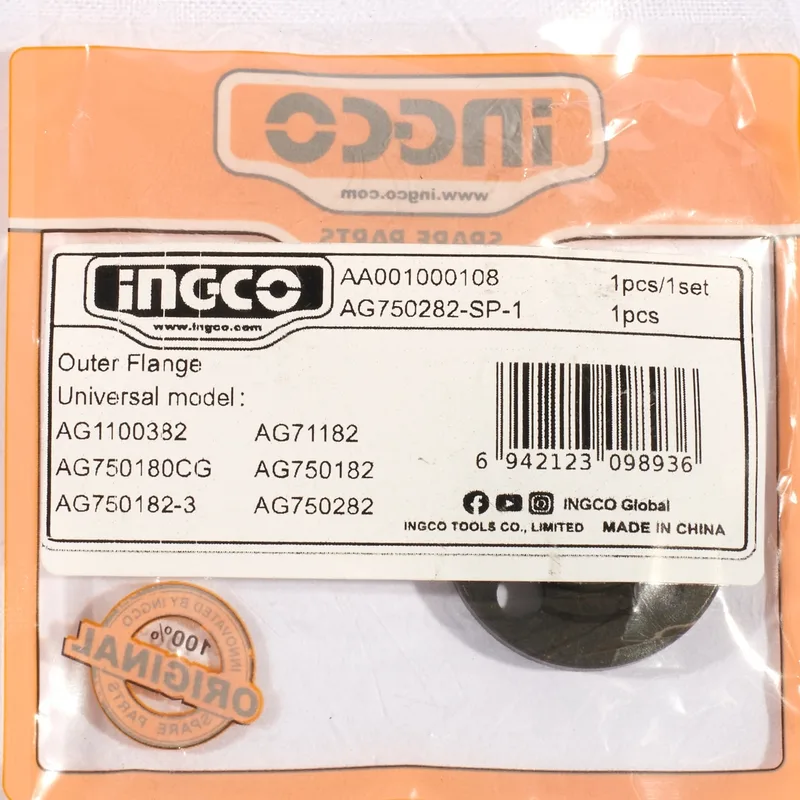 INGCO
www.ingco.com
SPARE PARTS
INGCO
www.ingco.com
AA001000108 1pcs/1set
AG750282-SP-1 1pcs
Outer Flange
Universal model:
AG1100382 AG71182
AG750180CG AG750182
AG750182-3 AG750282
6 942123 098936
INGCO Global
INGCO TOOLS CO., LIMITED MADE IN CHINA
INNOVATED BY INGCO
100%
ORIGINAL
SPARE PARTS